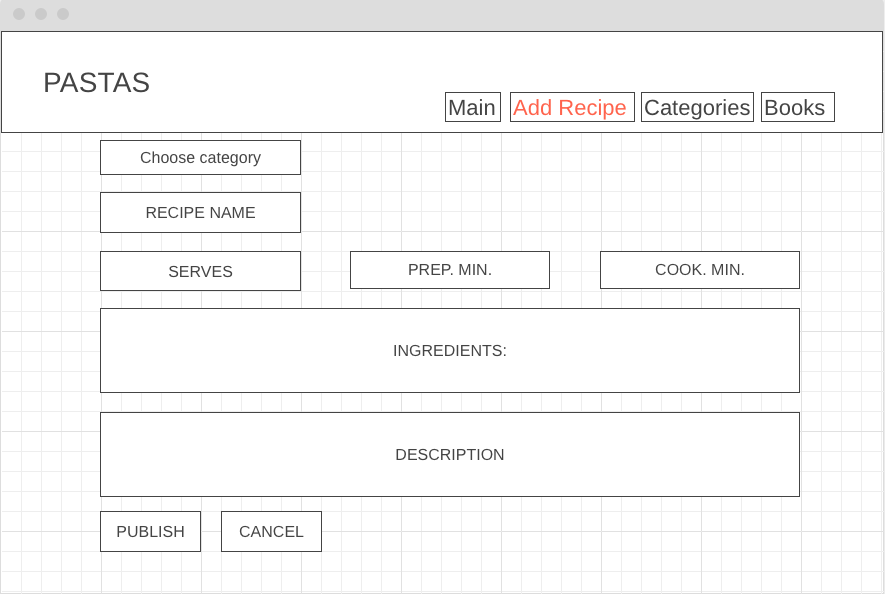 PASTAS
Main Add Recipe Categories Books
Choose category
RECIPE NAME
SERVES PREP. MIN. COOK. MIN.
INGREDIENTS:
DESCRIPTION
PUBLISH CANCEL